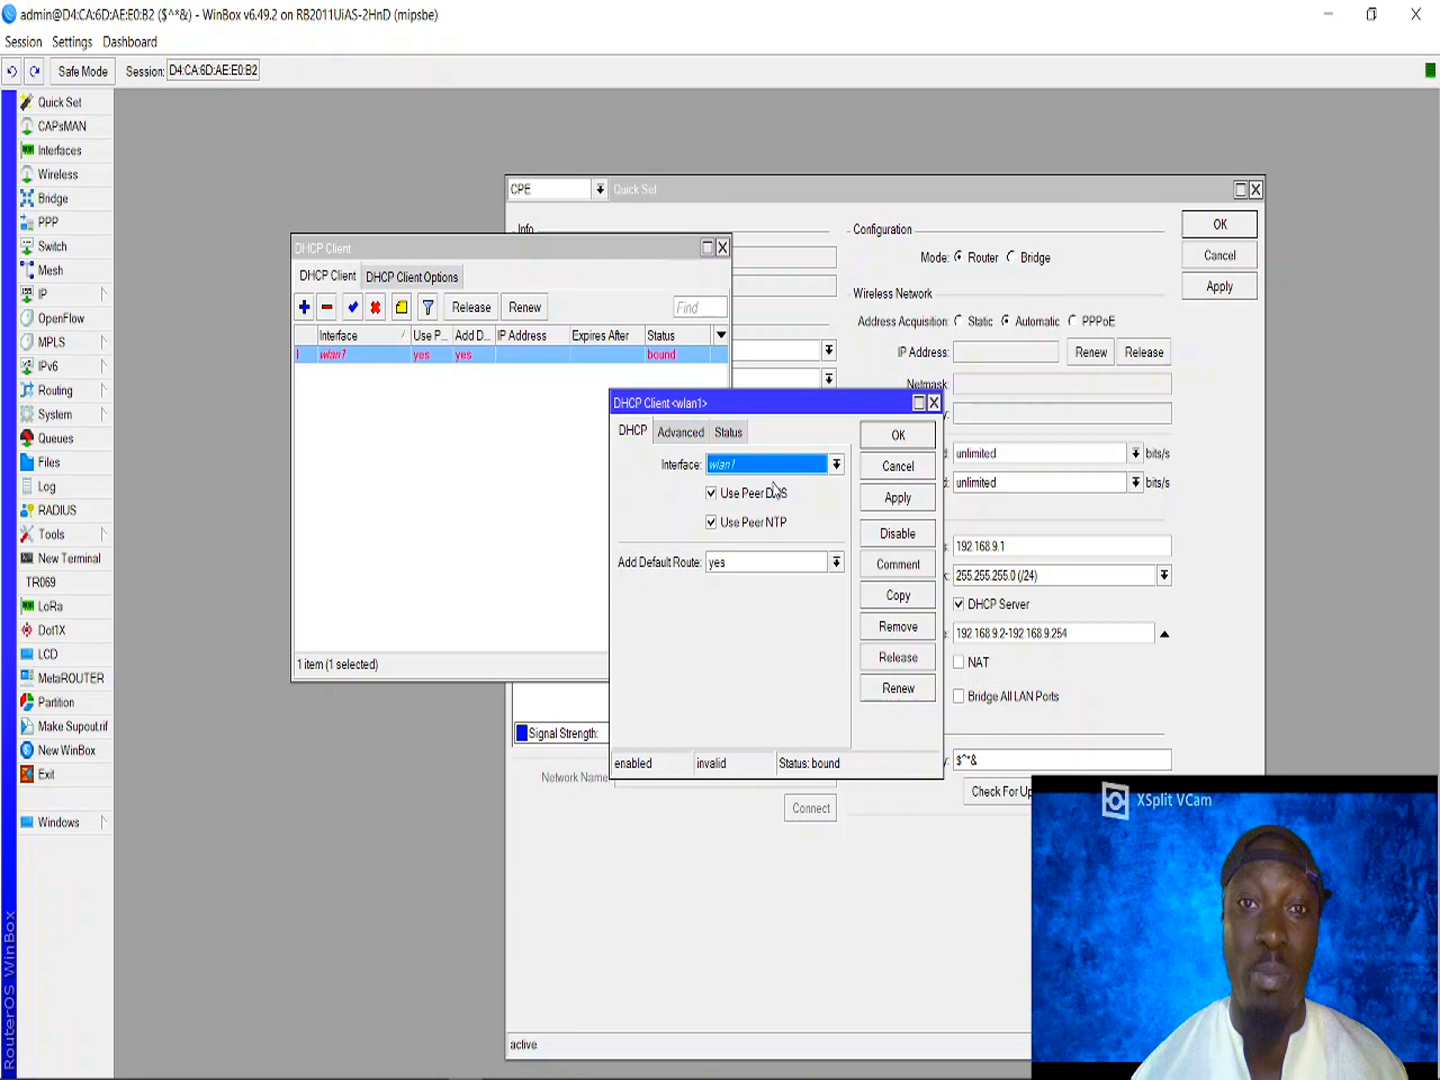 admin@D4:CA:6D:AE:E0:B2 ($^*&) - WinBox v6.49.2 on RB2011UiAS-2HnD (mipsbe)
Session Settings Dashboard
Safe Mode Session: D4:CA:6D:AE:E0:B2
Quick Set
CAPsMAN
Interfaces
Wireless
Bridge
PPP
Switch
Mesh
IP
OpenFlow
MPLS
IPv6
Routing
System
Queues
Files
Log
RADIUS
Tools
New Terminal
TR069
LoRa
Dot1X
LCD
MetaROUTER
Partition
Make Supout.rif
New WinBox
Exit
Windows
RouterOS WinBox
CPE Quick Set
Info
Configuration
Mode: Router Bridge
Wireless Network
Address Acquisition: Static Automatic PPPoE
IP Address: Renew Release
Netmask:
unlimited bits/s
unlimited bits/s
192.168.9.1
255.255.255.0 (/24)
DHCP Server
192.168.9.2-192.168.9.254
NAT
Bridge All LAN Ports
$^*&
Check For Up
OK
Cancel
Apply
Signal Strength:
Network Name
Connect
active
DHCP Client
DHCP Client DHCP Client Options
Release Renew Find
Interface Use P... Add D... IP Address Expires After Status
I wlan1 yes yes bound
1 item (1 selected)
DHCP Client <wlan1>
DHCP Advanced Status
Interface: wlan1
Use Peer DNS
Use Peer NTP
Add Default Route: yes
OK
Cancel
Apply
Disable
Comment
Copy
Remove
Release
Renew
enabled invalid Status: bound
XSplit VCam